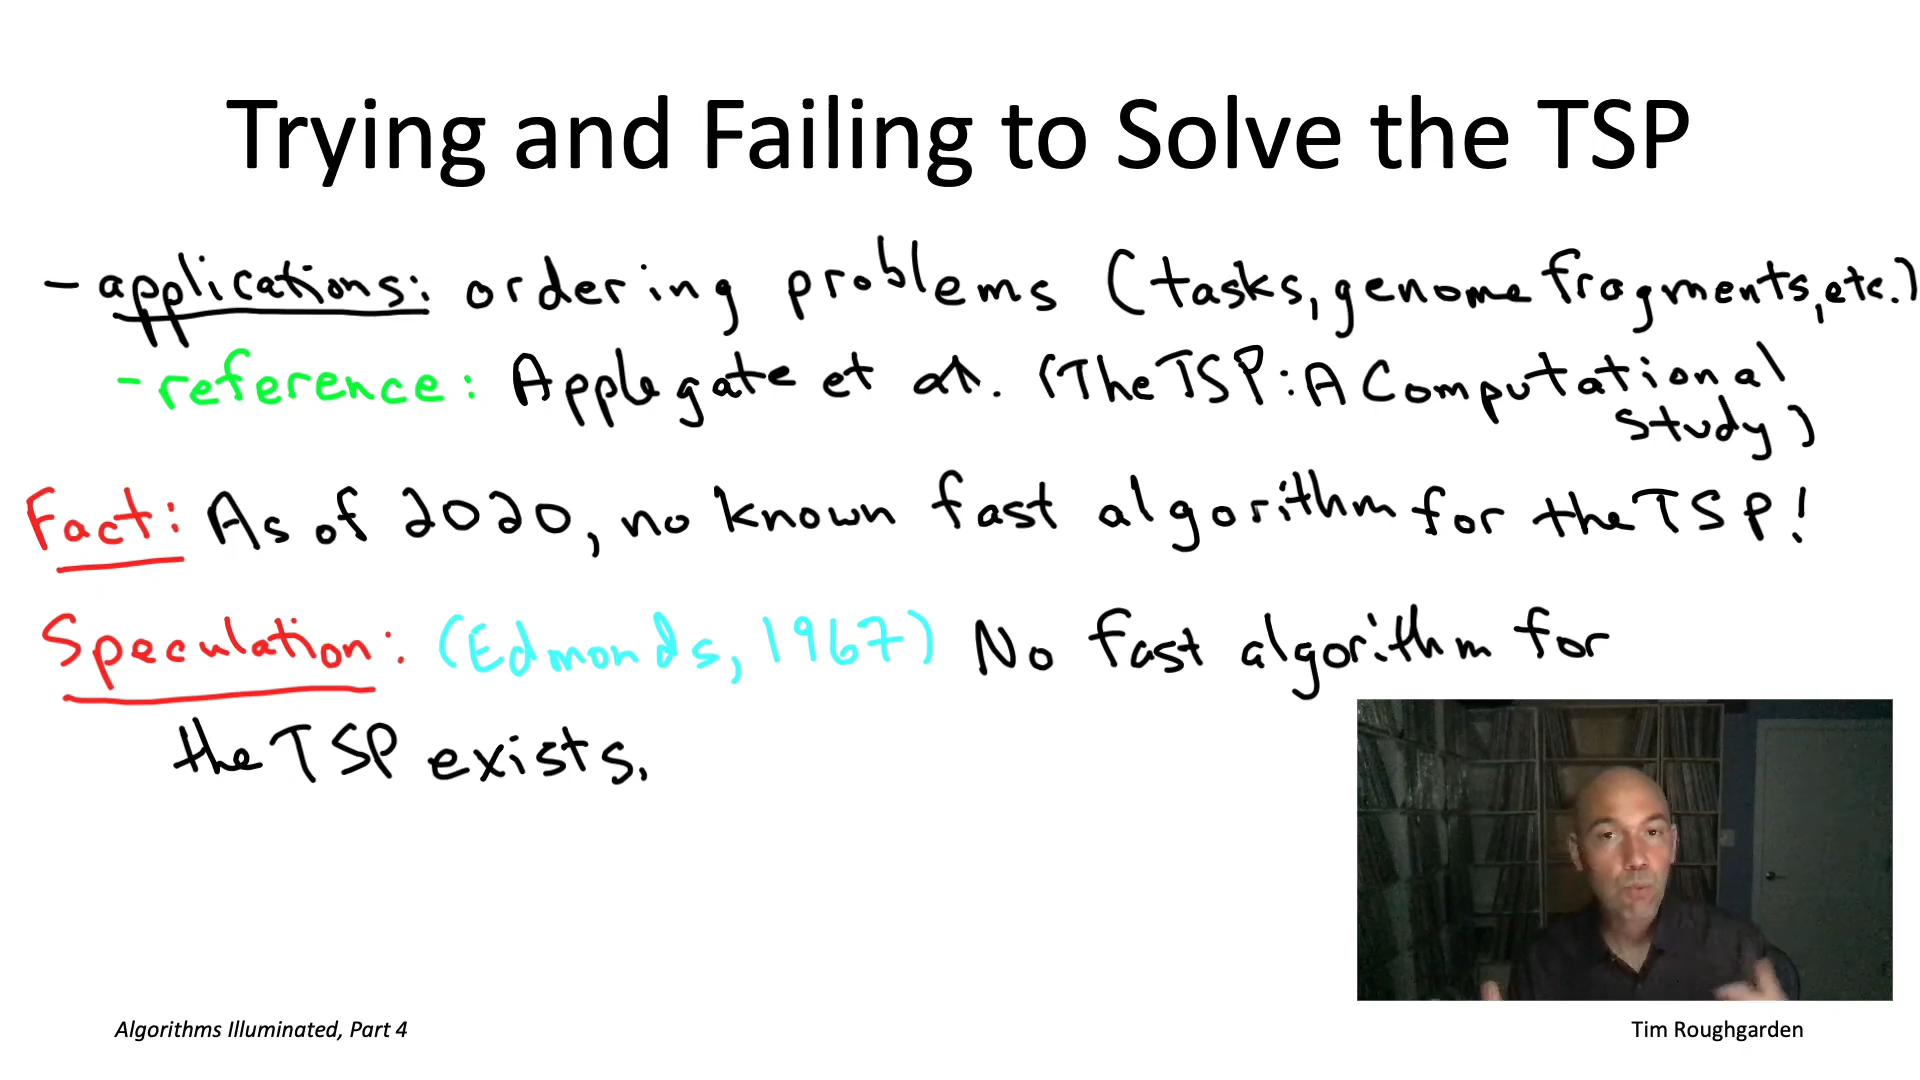 Trying and Failing to Solve the TSP
- applications: ordering problems (tasks, genome fragments, etc.)
- reference: Applegate et al. (The TSP: A Computational
study)
Fact: As of 2020, no known fast algorithm for the TSP!
Speculation: (Edmonds, 1967) No fast algorithm for
the TSP exists.
Algorithms Illuminated, Part 4
Tim Roughgarden